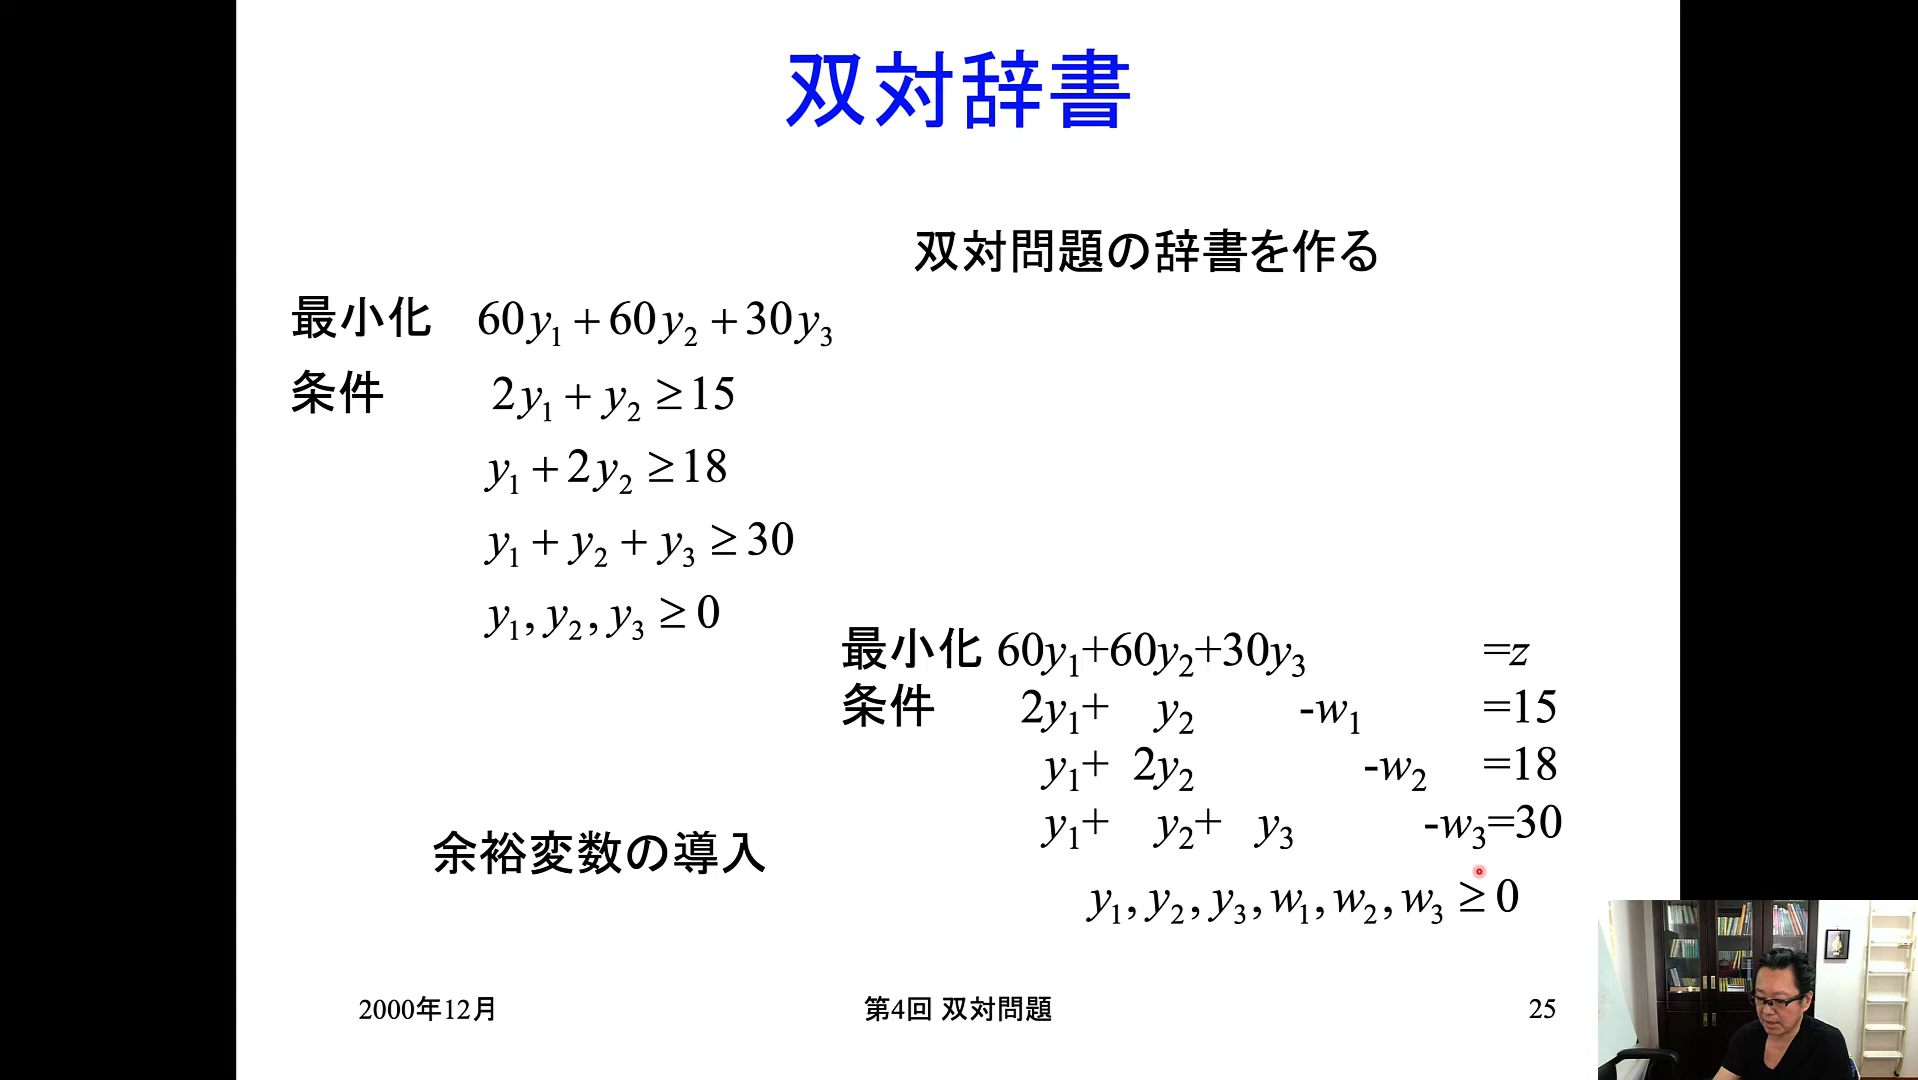 双対辞書
双対問題の辞書を作る
最小化 60y₁ + 60y₂ + 30y₃
条件 2y₁ + y₂ ≥ 15
y₁ + 2y₂ ≥ 18
y₁ + y₂ + y₃ ≥ 30
y₁, y₂, y₃ ≥ 0
最小化 60y₁+60y₂+30y₃ =z
条件 2y₁+ y₂ -w₁ =15
y₁+ 2y₂ -w₂ =18
y₁+ y₂+ y₃ -w₃=30
余裕変数の導入
y₁, y₂, y₃, w₁, w₂, w₃ ≥ 0
2000年12月
第4回 双対問題
25